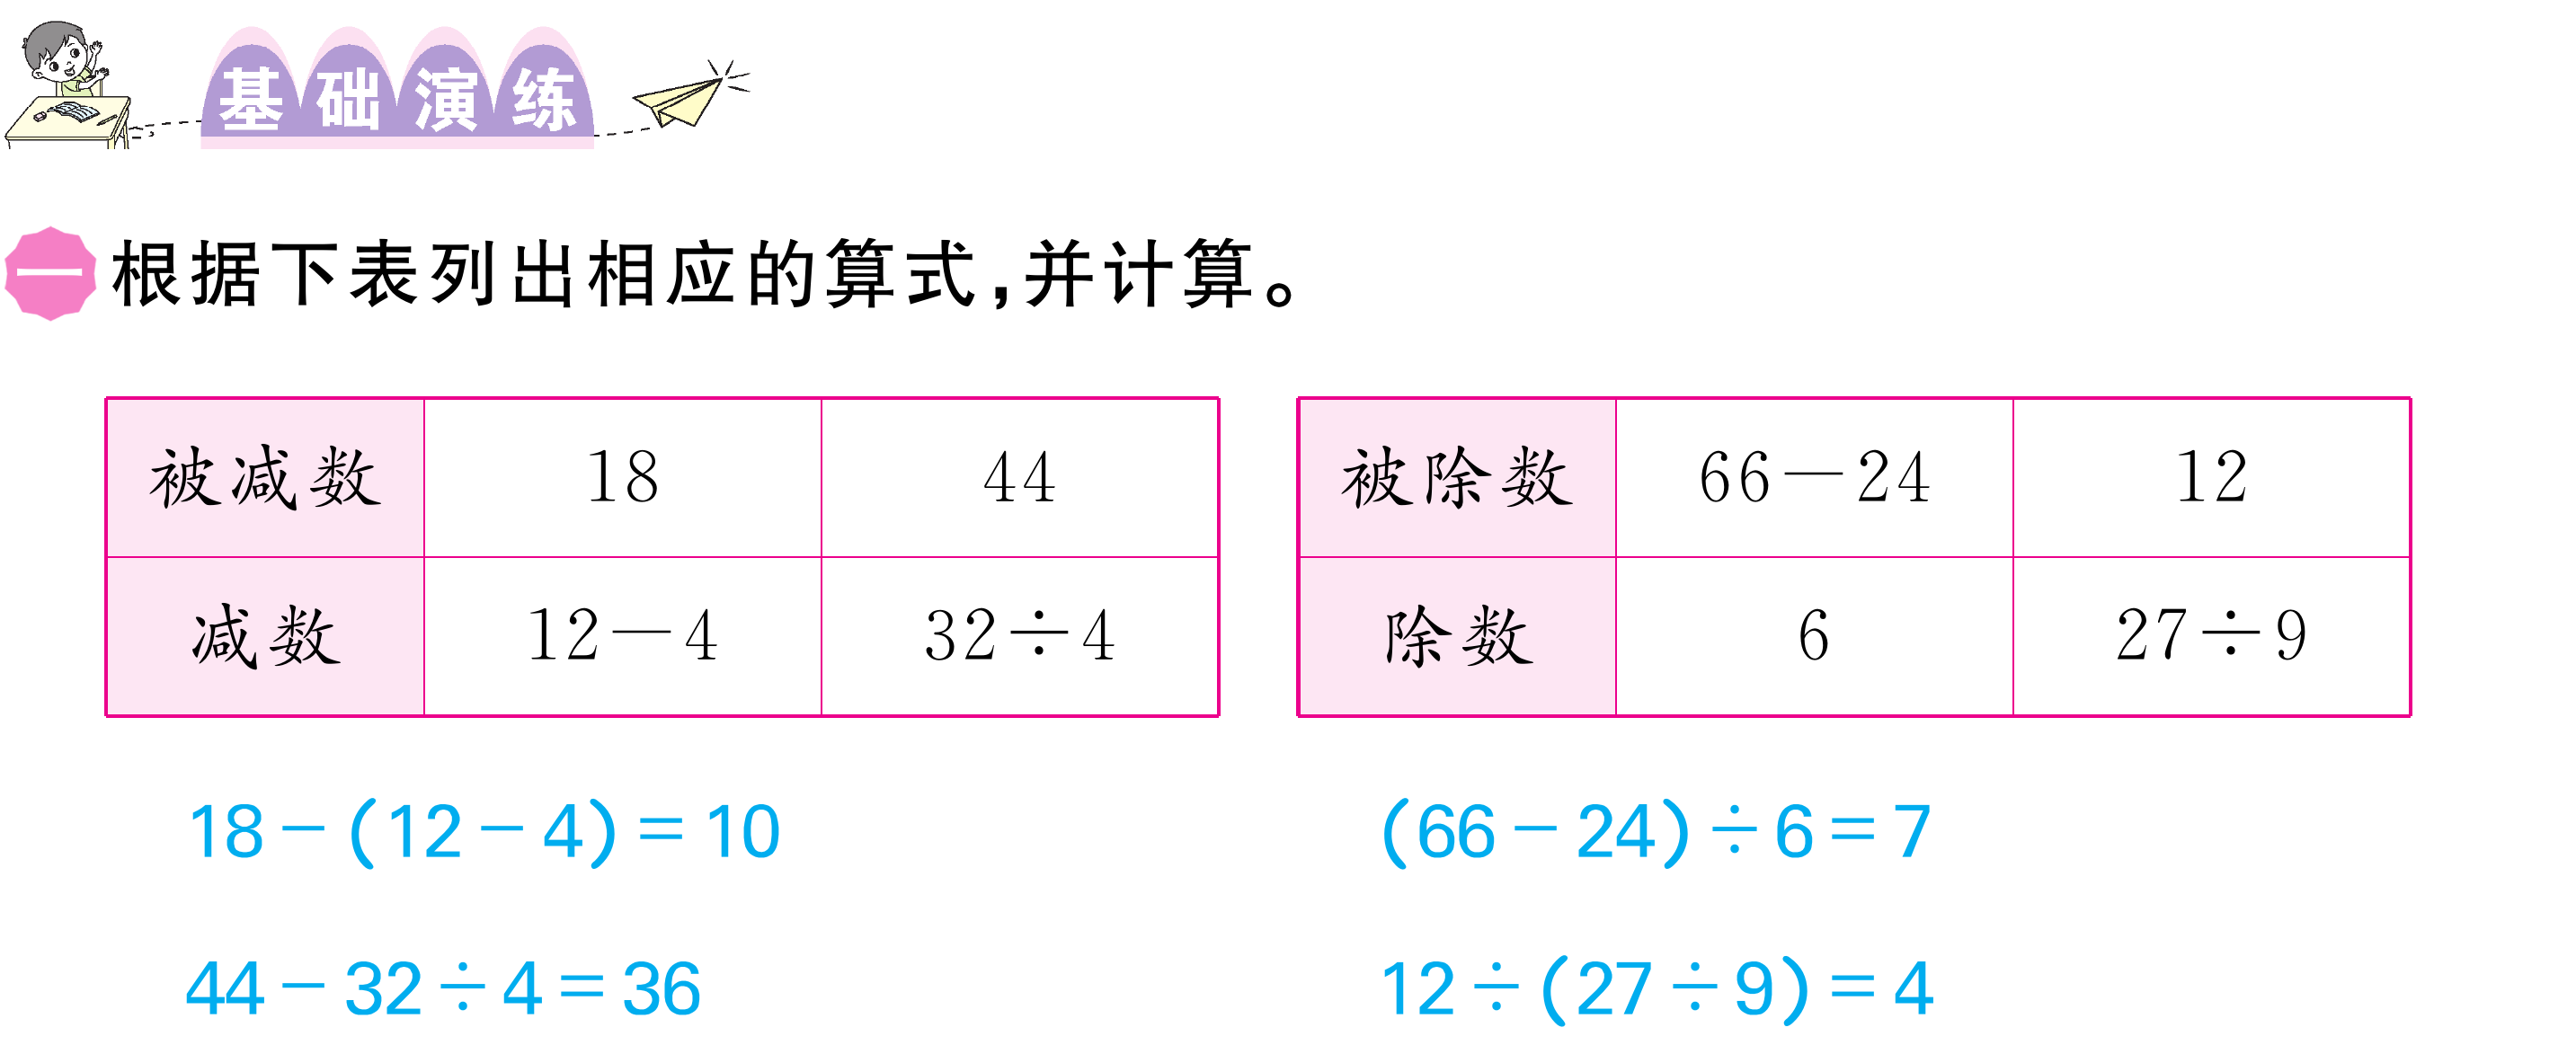 基础演练
一 根据下表列出相应的算式,并计算。
被减数 18 44
减数 12－4 32÷4
被除数 66－24 12
除数 6 27÷9
18－(12－4)＝10
44－32÷4＝36
(66－24)÷6＝7
12÷(27÷9)＝4